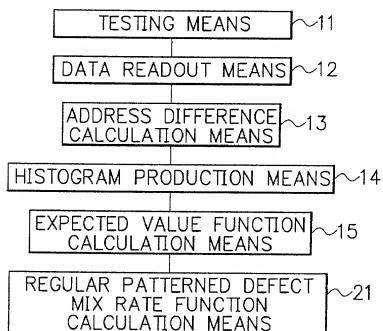 TESTING MEANS 11
DATA READOUT MEANS 12
ADDRESS DIFFERENCE
CALCULATION MEANS 13
HISTOGRAM PRODUCTION MEANS 14
EXPECTED VALUE FUNCTION
CALCULATION MEANS 15
REGULAR PATTERNED DEFECT
MIX RATE FUNCTION 21
CALCULATION MEANS